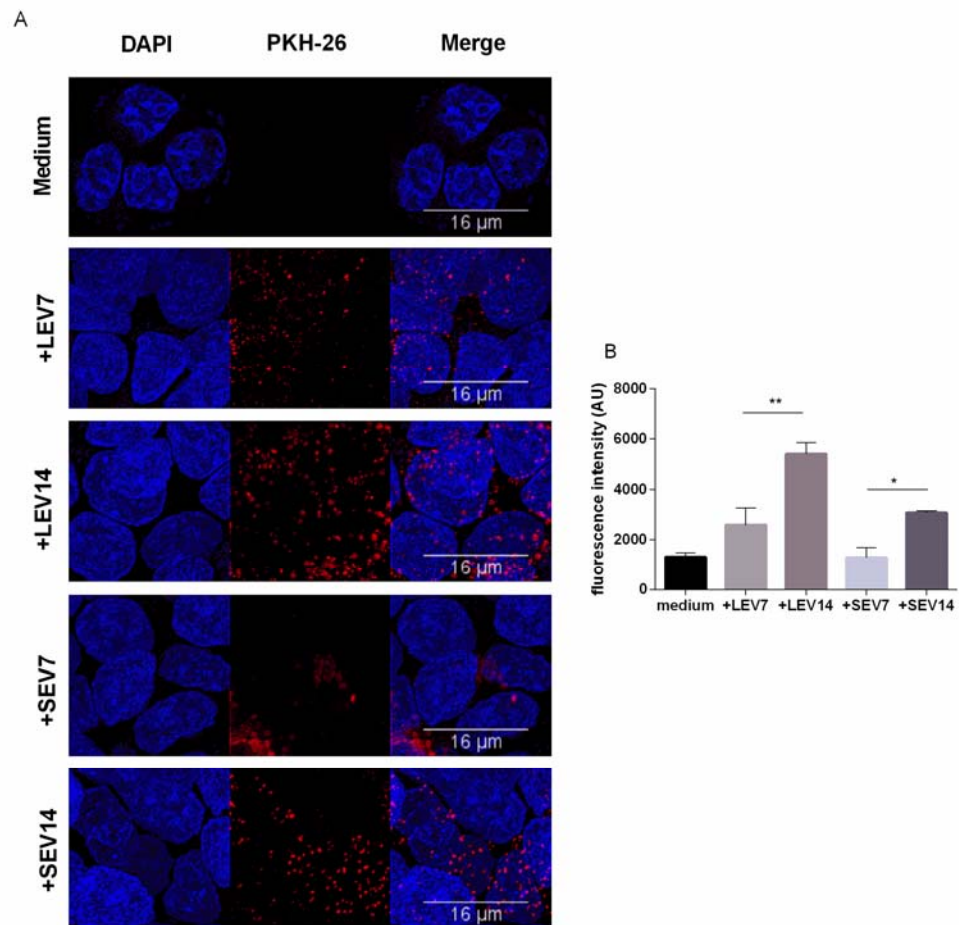 A
DAPI PKH-26 Merge
Medium
16 µm
+LEV7
16 µm
+LEV14
16 µm
+SEV7
16 µm
+SEV14
16 µm
B
fluorescence intensity (AU)
8000
6000
4000
2000
0
**
*
medium +LEV7 +LEV14 +SEV7 +SEV14